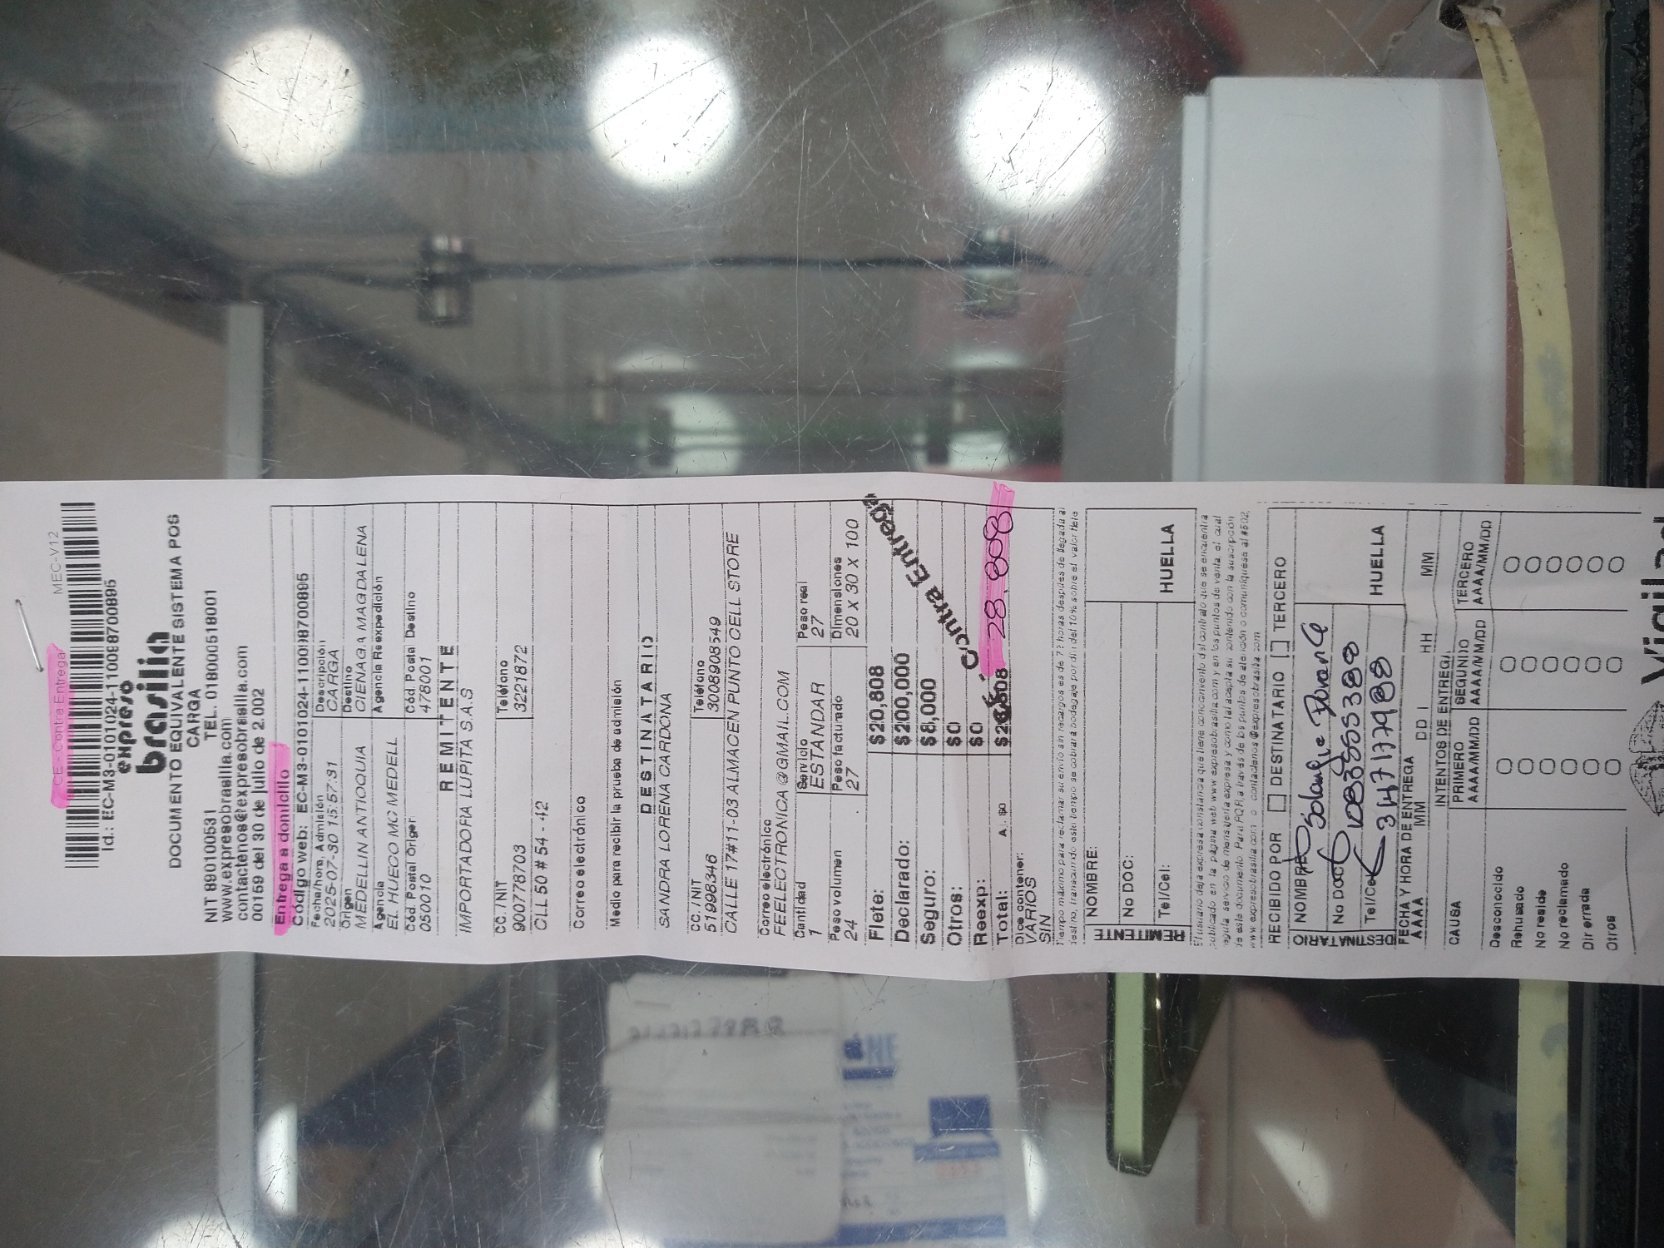 CE - Contra Entrega
MEC-V12
Id.: EC-M3-0101024-110098700895
expreso
brasilia
DOCUMENTO EQUIVALENTE SISTEMA POS
CARGA
NIT 890100531 TEL. 018000518001
www.expresobrasilia.com
contactenos@expresobrasilia.com
00159 del 30 de julio de 2.002
Entrega a domicilio
Código web: EC-M3-0101024-110098700895
Fecha/hora, Admisión Descripción
2025-07-30 15:57:31 CARGA
Origen Destino
MEDELLIN ANTIOQUIA CIENAGA MAGDALENA
Agencia Agencia Reexpedición
EL HUECO MC MEDELL
Cód. Postal Origen Cód. Postal Destino
050010 478001
REMITENTE
IMPORTADORA LUPITA S.A.S
CC. / NIT Teléfono
900778703 3221872
CLL 50 # 54 - 42
Correo electrónico
Medio para recibir la prueba de admisión
DESTINATARIO
SANDRA LORENA CARDONA
CC. / NIT Teléfono
51998346 3008908549
CALLE 17#11-03 ALMACEN PUNTO CELL STORE
Correo electrónico
FEELECTRONICA@GMAIL.COM
Cantidad Servicio Peso real
1 ESTANDAR 27
Peso volumen Peso facturado Dimensiones
24 27 20 X 30 X 100
Flete: $20,808
Declarado: $200,000
Seguro: $8,000
Otros: $0
Reexp: $0
Contra Entrega
Total: A: $0 28.808
Dice contener:
VARIOS
SIN
REMITENTE
NOMBRE:
No DOC:
Tel/Cel:
HUELLA
RECIBIDO POR DESTINATARIO TERCERO
DESTINATARIO
NOMBRE Solange
No DOC 1083555388
Tel/Cel
HUELLA
FECHA Y HORA DE ENTREGA
AAAA MM DD HH MM
INTENTOS DE ENTREGA
CAUSA PRIMERO SEGUNDO TERCERO
AAAA/MM/DD AAAA/MM/DD AAAA/MM/DD
Desconocido
Rehusado
No reside
No reclamado
Dir errada
Otros